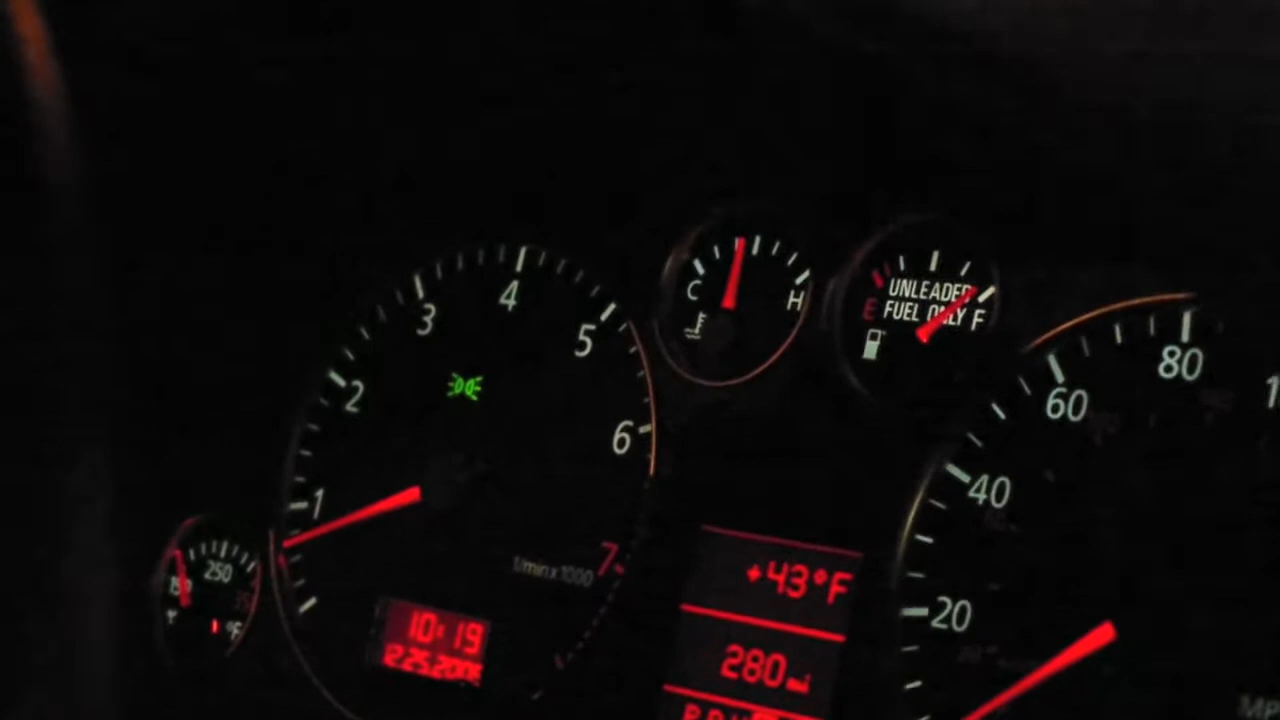 1
2
3
4
5
6
7
1/min x 1000
C
H
UNLEADED
FUEL ONLY
E
F
20
40
60
80
250
°F
10:19
+43°F
280 mi